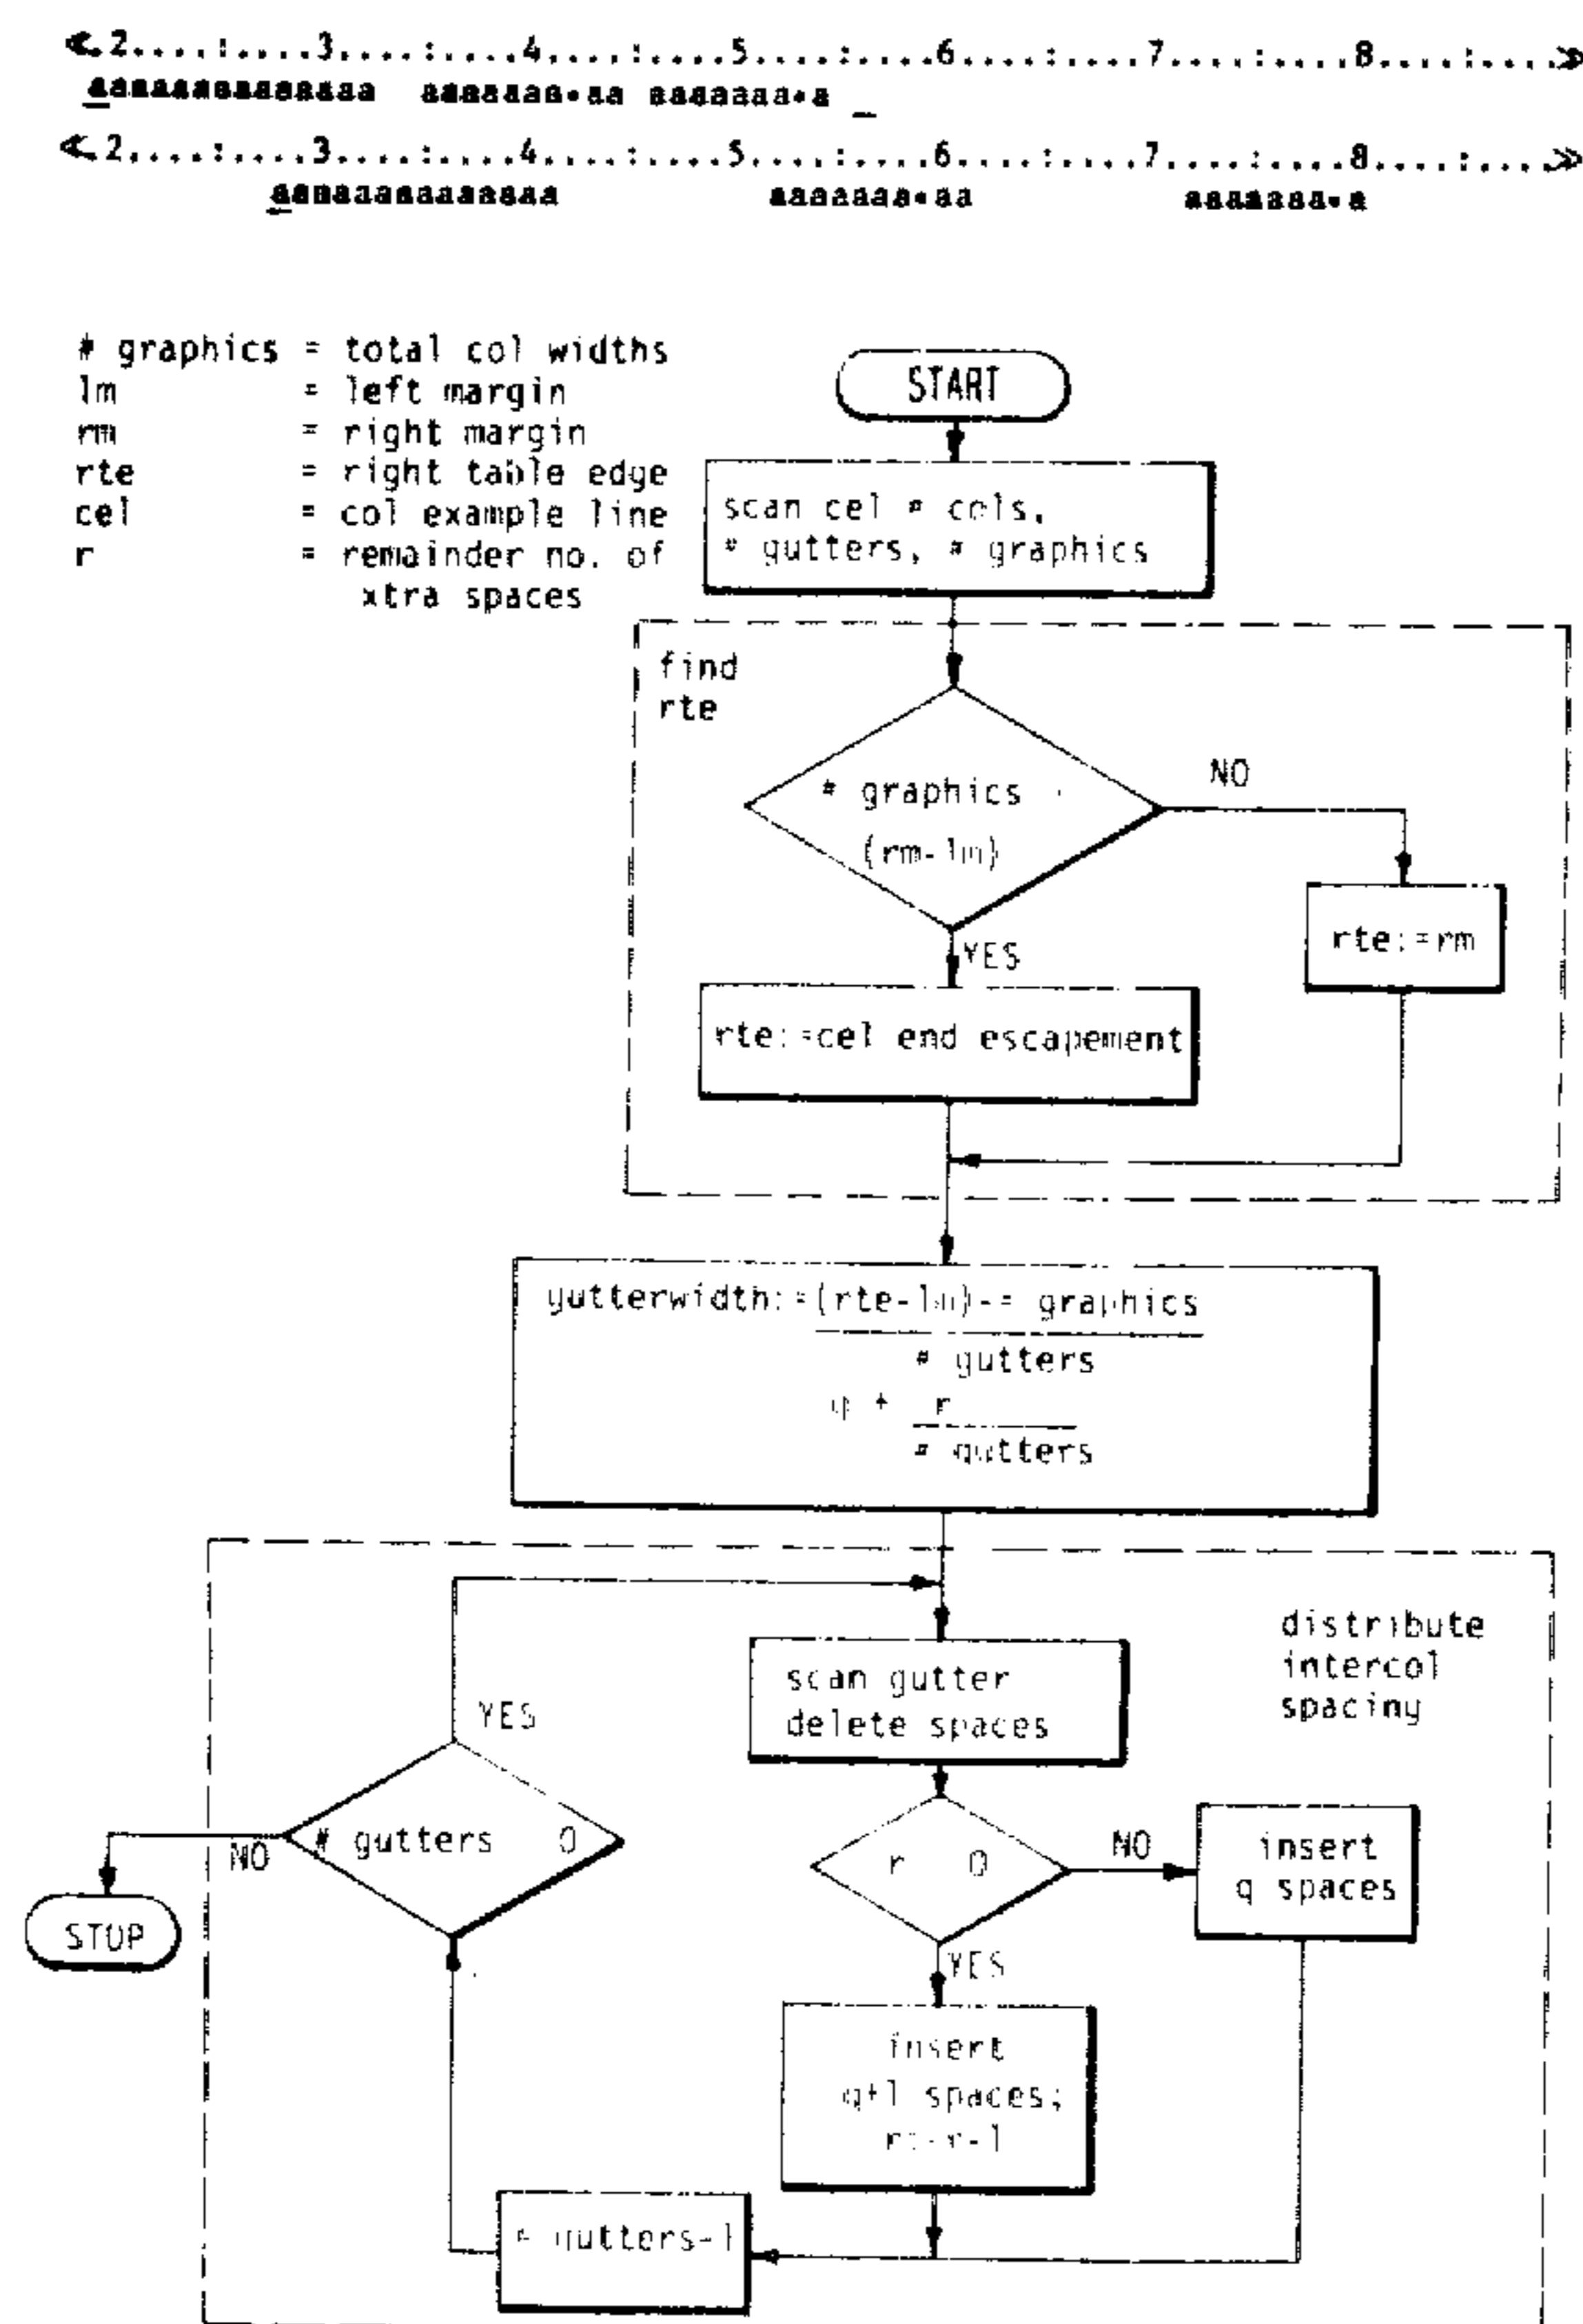 <.2....:....3....:....4....:....5....:....6....:....7....:....8....:....>>
aaaaaaaaaaaaaa aaaaaaa.aa aaaaaaa.a _
<.2....:....3....:....4....:....5....:....6....:....7....:....8....:....>>
aaaaaaaaaaaaaa aaaaaaa.aa aaaaaaa.a
# graphics = total col widths
lm = left margin
rm = right margin
rte = right table edge
cel = col example line
r = remainder no. of
xtra spaces
START
scan cel # cols,
# gutters, # graphics
find
rte
# graphics
(rm-lm)
NO
YES
rte:=rm
rte:=cel end escapement
gutterwidth:=(rte-lm)-# graphics
# gutters
q + r
# gutters
distribute
intercol
spacing
scan gutter
delete spaces
YES
# gutters 0
NO
STOP
r 0
NO
insert
q spaces
YES
insert
q+1 spaces;
r:=r-1
# gutters-1